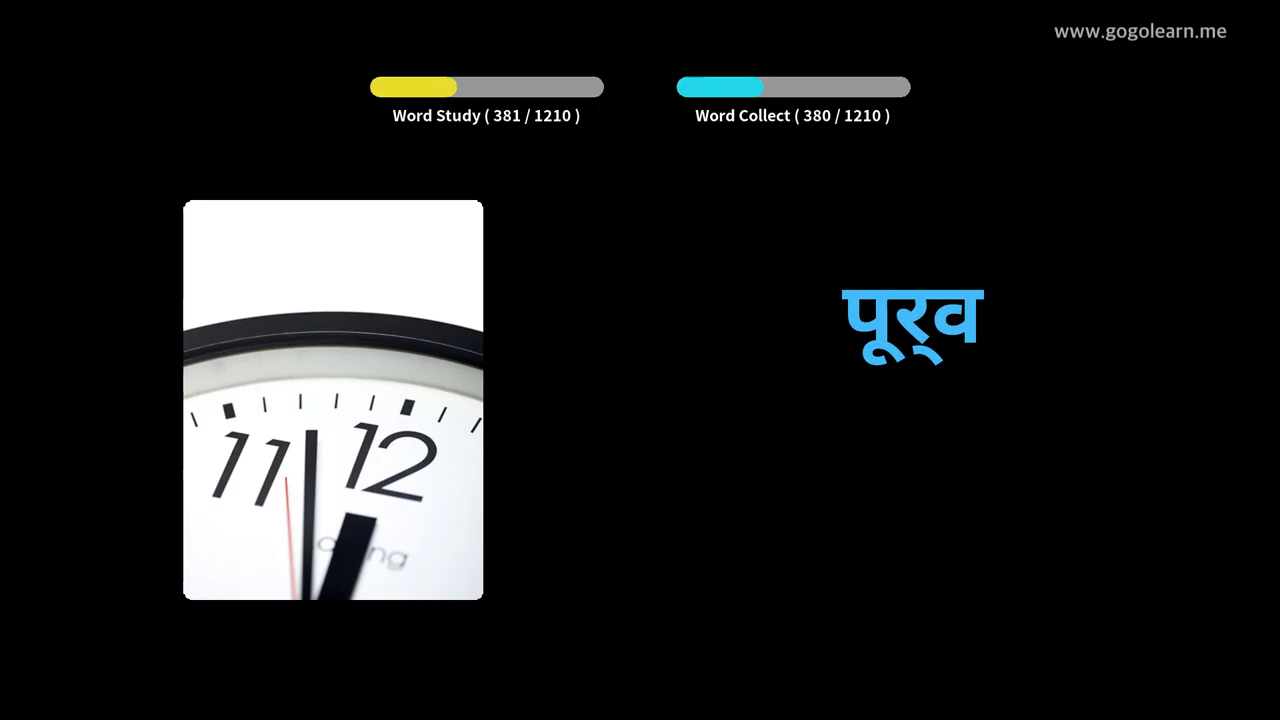 www.gogolearn.me
Word Study ( 381 / 1210 )
Word Collect ( 380 / 1210 )
पूर्‌व
11 12